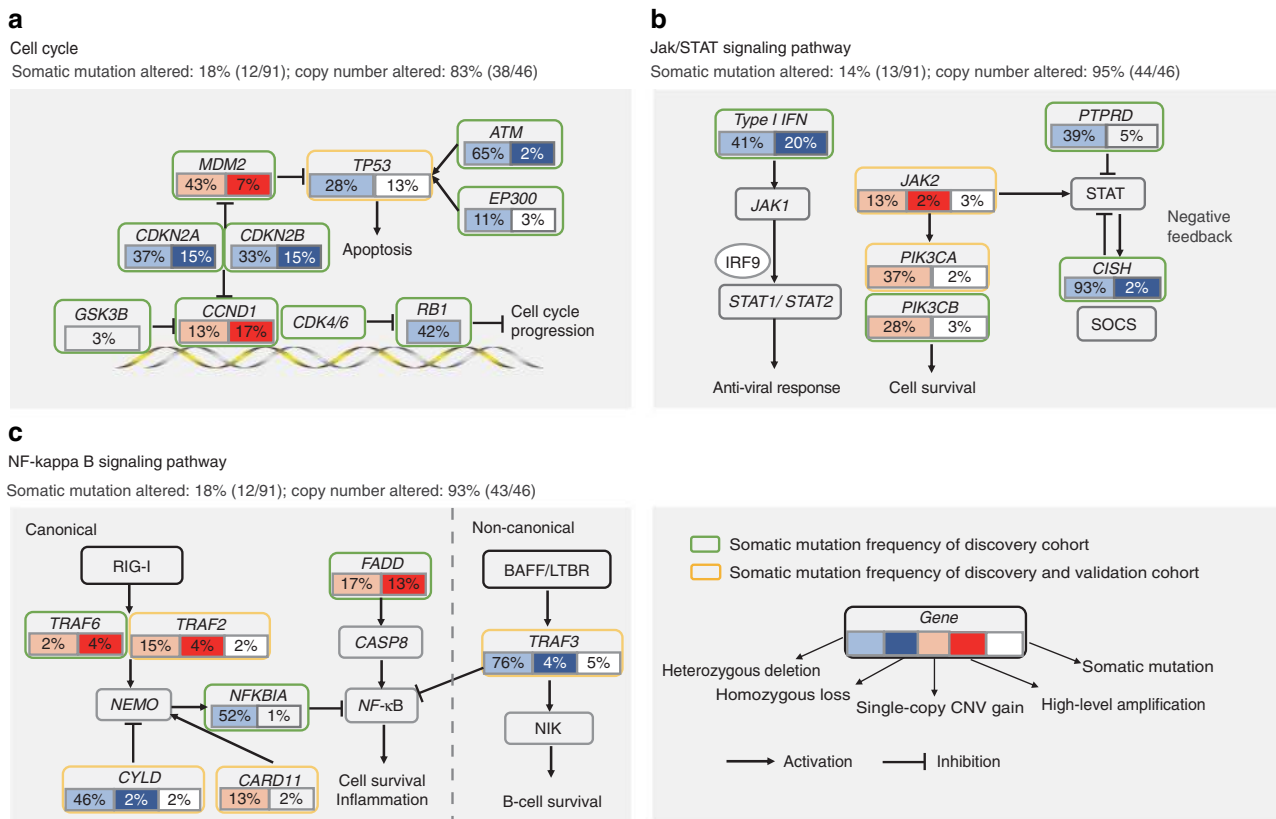 a
Cell cycle
Somatic mutation altered: 18% (12/91); copy number altered: 83% (38/46)
ATM
65% 2%
MDM2
43% 7%
TP53
28% 13%
EP300
11% 3%
CDKN2A
37% 15%
CDKN2B
33% 15%
Apoptosis
GSK3B
3%
CCND1
13% 17%
CDK4/6
RB1
42%
Cell cycle
progression
b
Jak/STAT signaling pathway
Somatic mutation altered: 14% (13/91); copy number altered: 95% (44/46)
Type I IFN
41% 20%
PTPRD
39% 5%
JAK2
13% 2% 3%
JAK1
STAT
Negative
feedback
IRF9
PIK3CA
37% 2%
CISH
93% 2%
STAT1/ STAT2
PIK3CB
28% 3%
SOCS
Anti-viral response
Cell survival
c
NF-kappa B signaling pathway
Somatic mutation altered: 18% (12/91); copy number altered: 93% (43/46)
Canonical
Non-canonical
RIG-I
FADD
17% 13%
BAFF/LTBR
TRAF6
2% 4%
TRAF2
15% 4% 2%
CASP8
TRAF3
76% 4% 5%
NEMO
NFKBIA
52% 1%
NF-κB
NIK
CYLD
46% 2% 2%
CARD11
13% 2%
Cell survival
Inflammation
B-cell survival
Somatic mutation frequency of discovery cohort
Somatic mutation frequency of discovery and validation cohort
Gene
Heterozygous deletion
Homozygous loss
Single-copy CNV gain
High-level amplification
Somatic mutation
Activation
Inhibition